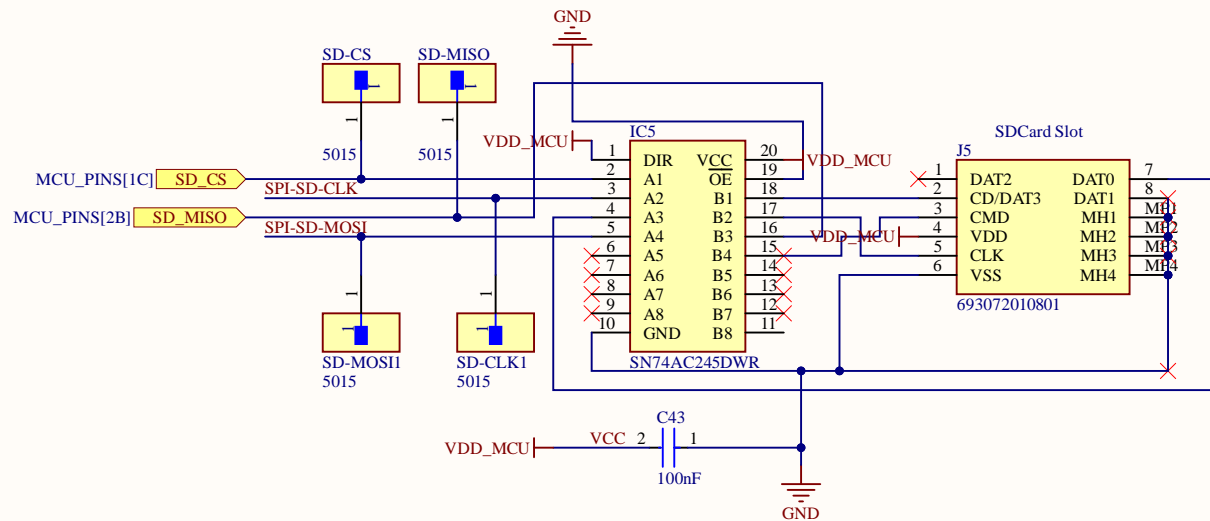 GND
SD-CS
SD-MISO
1
1
1
1
5015
5015
VDD_MCU
IC5
SDCard Slot
J5
MCU_PINS[1C]
SD_CS
SPI-SD-CLK
MCU_PINS[2B]
SD_MISO
SPI-SD-MOSI
1 DIR VCC 20
VDD_MCU
2 A1 OE 19
3 A2 B1 18
4 A3 B2 17
5 A4 B3 16
6 A5 B4 15
7 A6 B5 14
8 A7 B6 13
9 A8 B7 12
10 GND B8 11
SN74AC245DWR
1 DAT2 DAT0 7
2 CD/DAT3 DAT1 8
3 CMD MH1 MH1
VDD_MCU
4 VDD MH2 MH2
5 CLK MH3 MH3
6 VSS MH4 MH4
693072010801
1
1
1
1
SD-MOSI1
5015
SD-CLK1
5015
C43
VDD_MCU
VCC
2
1
100nF
GND